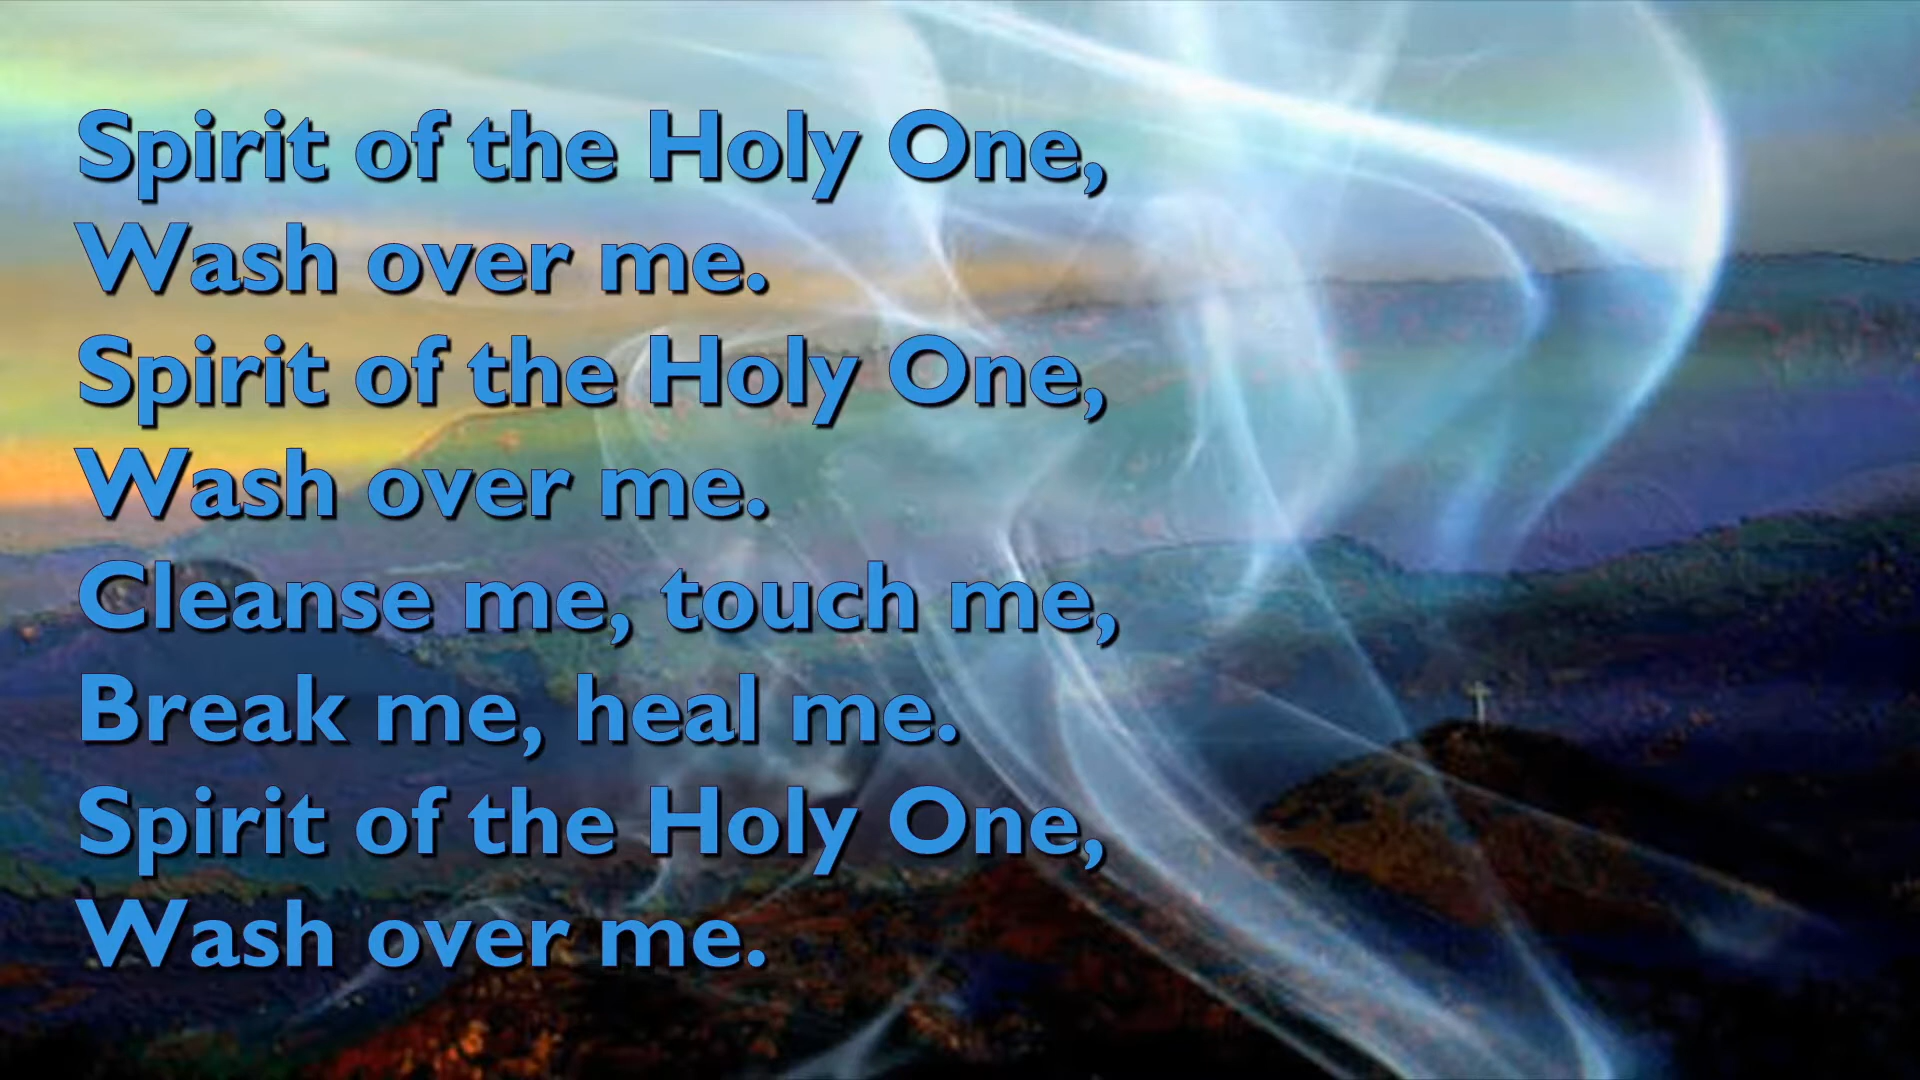 Spirit of the Holy One,
Wash over me.
Spirit of the Holy One,
Wash over me.
Cleanse me, touch me,
Break me, heal me.
Spirit of the Holy One,
Wash over me.